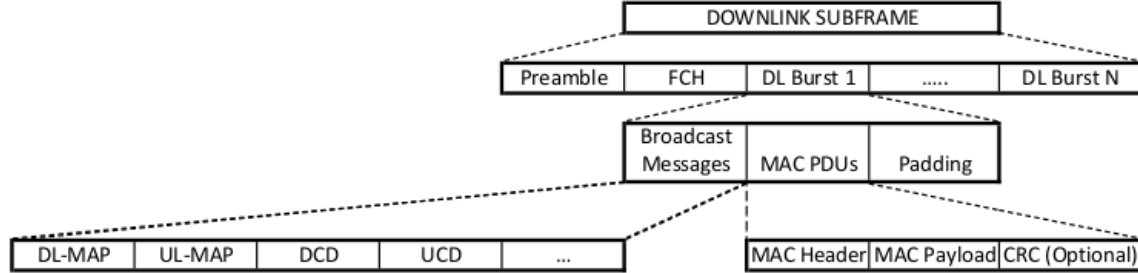 DOWNLINK SUBFRAME
Preamble FCH DL Burst 1 ..... DL Burst N
Broadcast
Messages MAC PDUs Padding
DL-MAP UL-MAP DCD UCD ... MAC Header MAC Payload CRC (Optional)